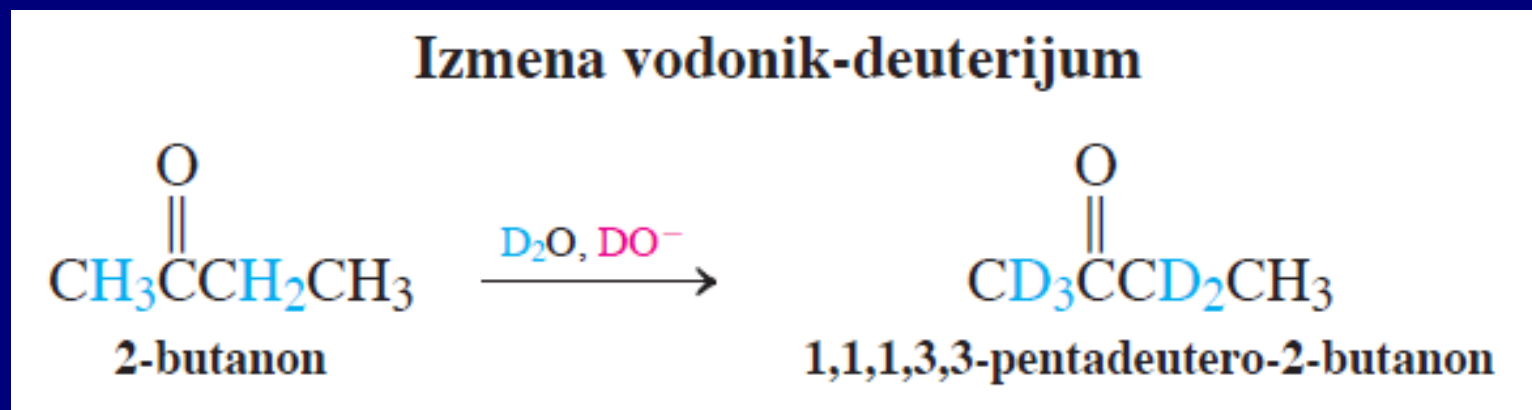 Izmena vodonik-deuterijum
O
||
CH₃CCH₂CH₃
2-butanon
D₂O, DO⁻
O
||
CD₃CCD₂CH₃
1,1,1,3,3-pentadeutero-2-butanon